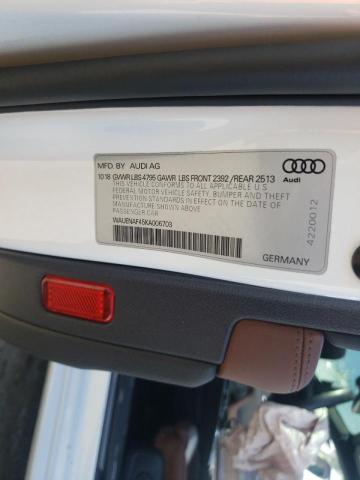 MFD. BY AUDI AG
10 18 GVWR LBS 4795 GAWR LBS FRONT 2392 / REAR 2513
THIS VEHICLE CONFORMS TO ALL APPLICABLE U.S
FEDERAL MOTOR VEHICLE SAFETY, BUMPER AND THEFT
PREVENTION STANDARDS IN EFFECT ON THE DATE OF
MANUFACTURE SHOWN ABOVE
PASSENGER CAR
WAUENAF45KA006703
Audi
4220012
GERMANY